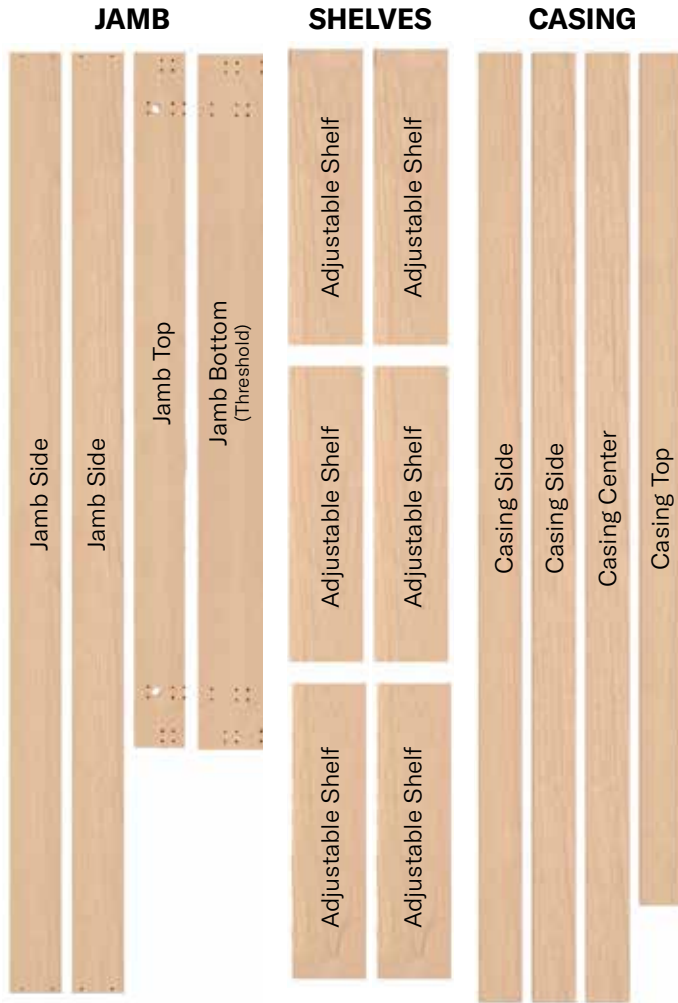 JAMB
SHELVES
CASING
Jamb Side
Jamb Side
Jamb Top
Jamb Bottom
(Threshold)
Adjustable Shelf
Adjustable Shelf
Adjustable Shelf
Adjustable Shelf
Adjustable Shelf
Adjustable Shelf
Casing Side
Casing Side
Casing Center
Casing Top